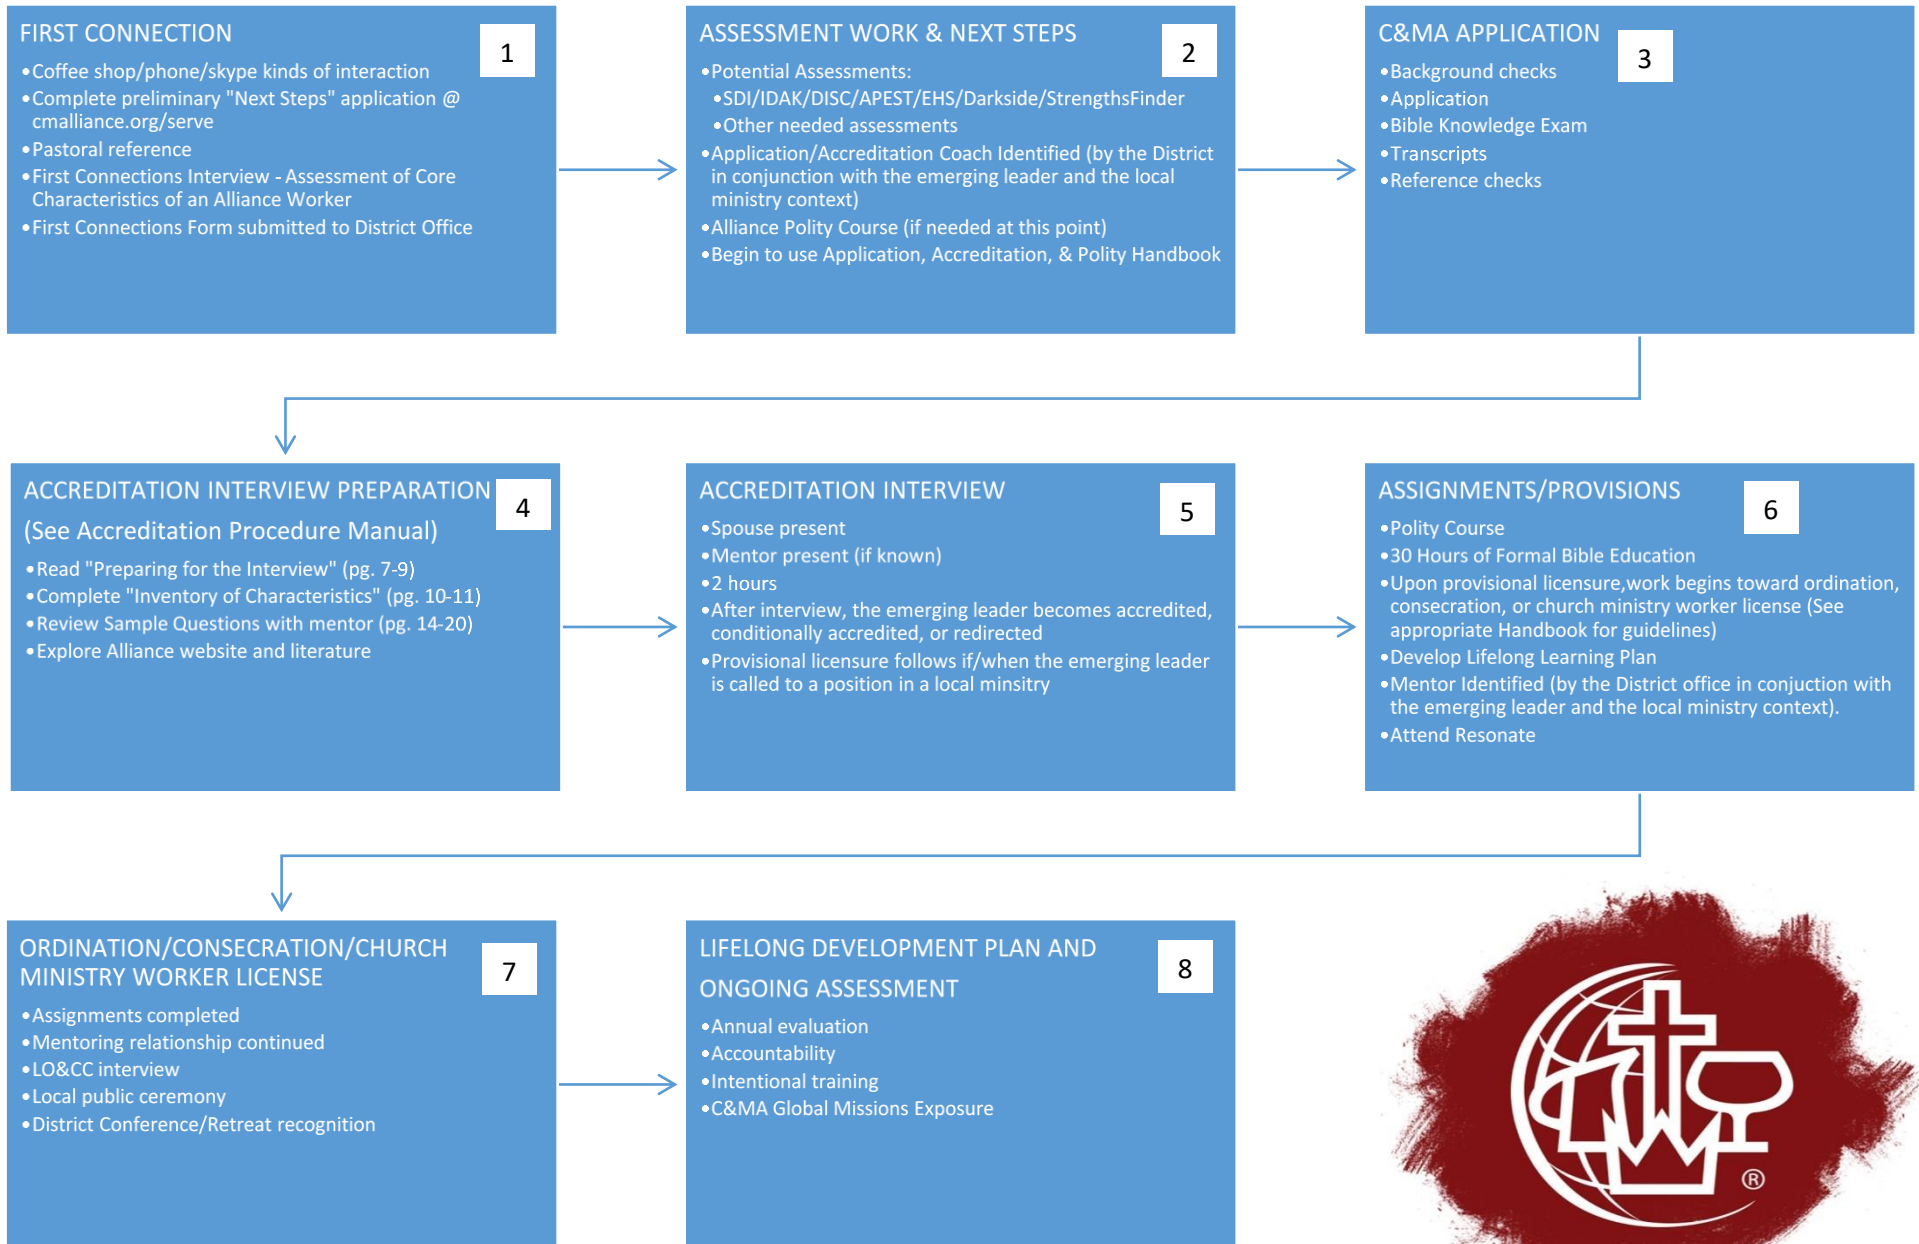 FIRST CONNECTION
1
•Coffee shop/phone/skype kinds of interaction
•Complete preliminary "Next Steps" application @
cmalliance.org/serve
•Pastoral reference
•First Connections Interview - Assessment of Core
Characteristics of an Alliance Worker
•First Connections Form submitted to District Office
ASSESSMENT WORK & NEXT STEPS
2
•Potential Assessments:
•SDI/IDAK/DISC/APEST/EHS/Darkside/StrengthsFinder
•Other needed assessments
•Application/Accreditation Coach Identified (by the District
in conjunction with the emerging leader and the local
ministry context)
•Alliance Polity Course (if needed at this point)
•Begin to use Application, Accreditation, & Polity Handbook
C&MA APPLICATION
3
•Background checks
•Application
•Bible Knowledge Exam
•Transcripts
•Reference checks
ACCREDITATION INTERVIEW PREPARATION
4
(See Accreditation Procedure Manual)
•Read "Preparing for the Interview" (pg. 7-9)
•Complete "Inventory of Characteristics" (pg. 10-11)
•Review Sample Questions with mentor (pg. 14-20)
•Explore Alliance website and literature
ACCREDITATION INTERVIEW
5
•Spouse present
•Mentor present (if known)
•2 hours
•After interview, the emerging leader becomes accredited,
conditionally accredited, or redirected
•Provisional licensure follows if/when the emerging leader
is called to a position in a local minsitry
ASSIGNMENTS/PROVISIONS
6
•Polity Course
•30 Hours of Formal Bible Education
•Upon provisional licensure,work begins toward ordination,
consecration, or church ministry worker license (See
appropriate Handbook for guidelines)
•Develop Lifelong Learning Plan
•Mentor Identified (by the District office in conjuction with
the emerging leader and the local ministry context).
•Attend Resonate
ORDINATION/CONSECRATION/CHURCH
MINISTRY WORKER LICENSE
7
•Assignments completed
•Mentoring relationship continued
•LO&CC interview
•Local public ceremony
•District Conference/Retreat recognition
LIFELONG DEVELOPMENT PLAN AND
8
ONGOING ASSESSMENT
•Annual evaluation
•Accountability
•Intentional training
•C&MA Global Missions Exposure
®